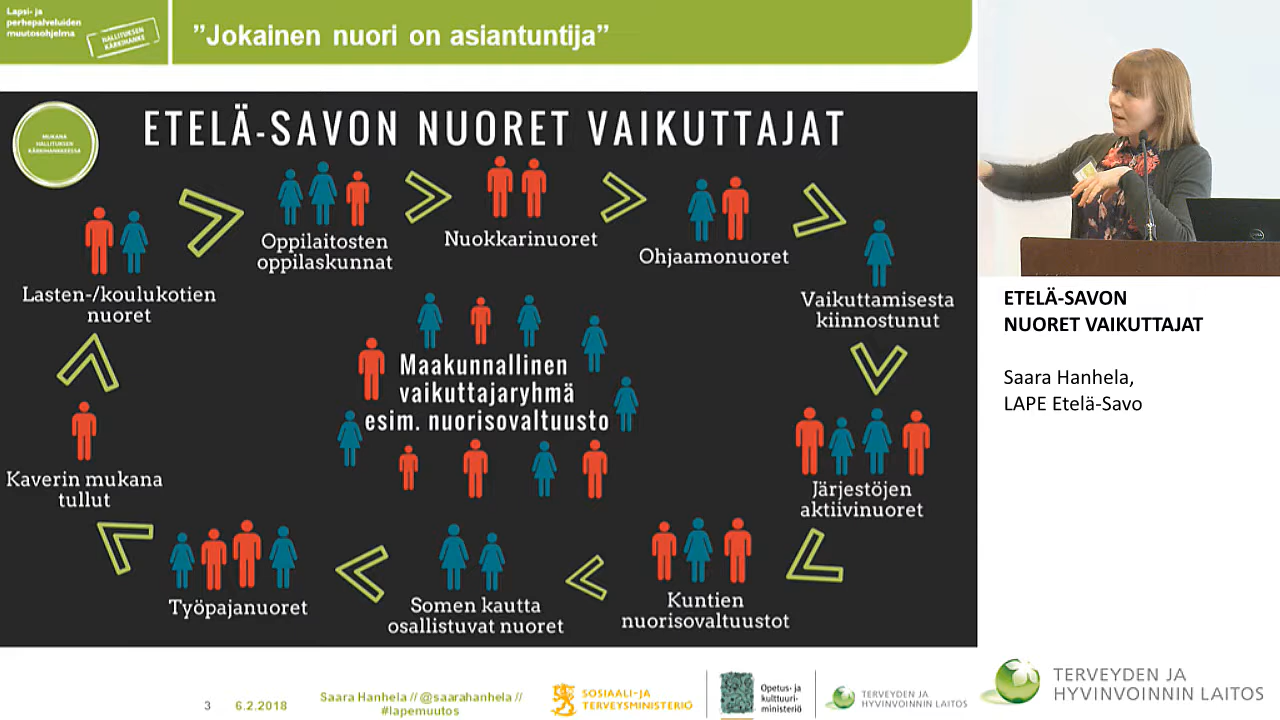 Lapsi- ja
perhepalveluiden
muutosohjelma
HALLITUKSEN
KÄRKIHANKE
”Jokainen nuori on asiantuntija”
MUKANA
HALLITUKSEN
KÄRKIHANKKEESSA
ETELÄ-SAVON NUORET VAIKUTTAJAT
Oppilaitosten
oppilaskunnat
Nuokkarinuoret
Ohjaamonuoret
Vaikuttamisesta
kiinnostunut
Lasten-/koulukotien
nuoret
Maakunnallinen
vaikuttajaryhmä
esim. nuorisovaltuusto
Kaverin mukana
tullut
Järjestöjen
aktiivinuoret
Työpajanuoret
Somen kautta
osallistuvat nuoret
Kuntien
nuorisovaltuustot
3
6.2.2018
Saara Hanhela // @saarahanhela //
#lapemuutos
SOSIAALI- JA
TERVEYSMINISTERIÖ
Opetus- ja
kulttuuri-
ministeriö
TERVEYDEN JA
HYVINVOINNIN LAITOS
ETELÄ-SAVON
NUORET VAIKUTTAJAT
Saara Hanhela,
LAPE Etelä-Savo
TERVEYDEN JA
HYVINVOINNIN LAITOS